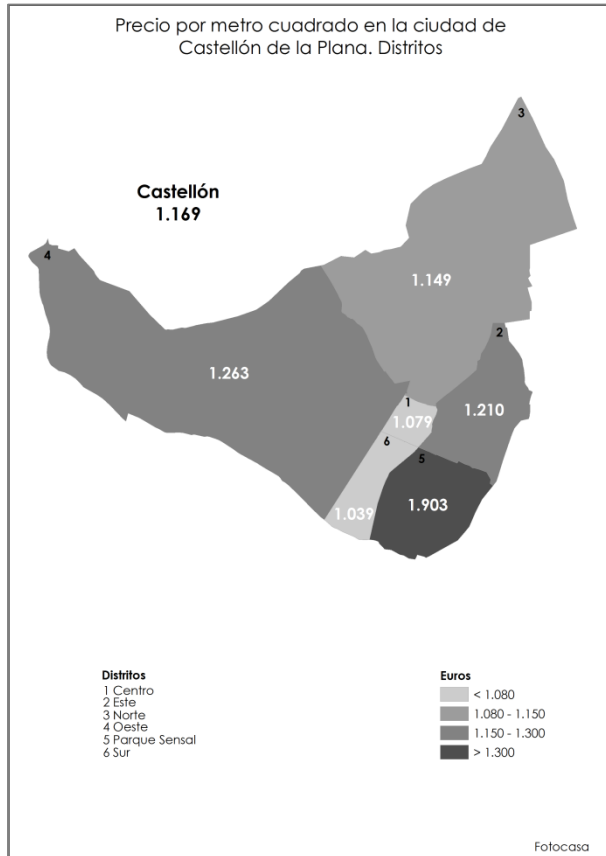 Precio por metro cuadrado en la ciudad de
Castellón de la Plana. Distritos
3
Castellón
1.169
4
1.149
2
1.263
1
1.079
1.210
6
5
1.903
1.039
Distritos
1 Centro
2 Este
3 Norte
4 Oeste
5 Parque Sensal
6 Sur
Euros
< 1.080
1.080 - 1.150
1.150 - 1.300
> 1.300
Fotocasa